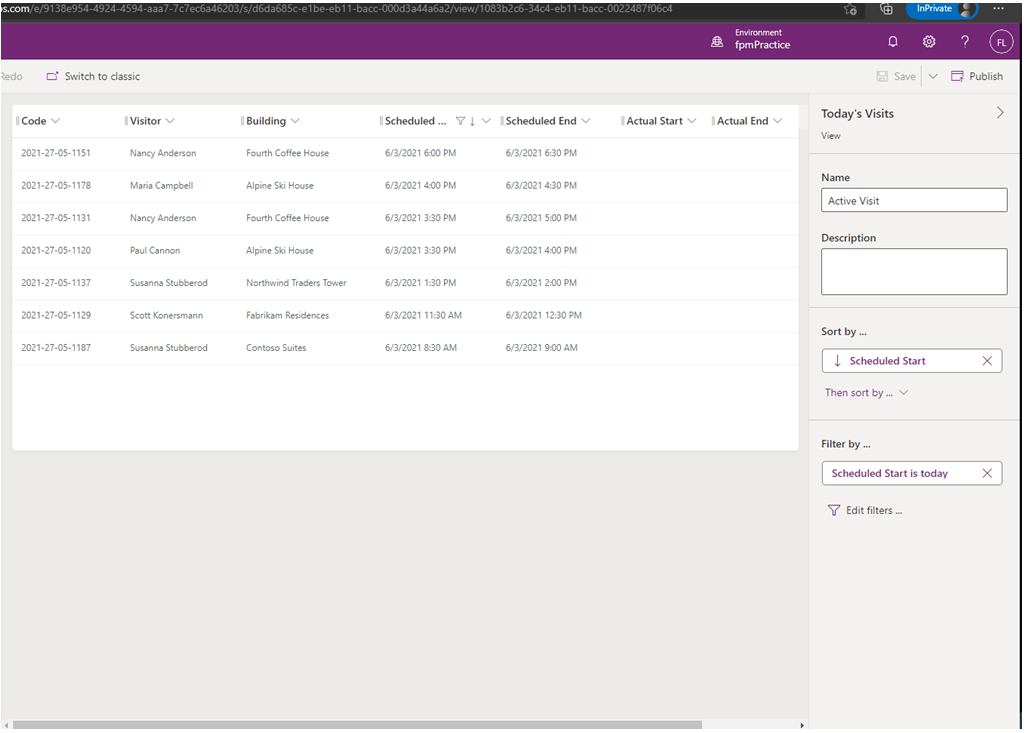 os.com/e/9138e954-4924-4594-aaa7-7c7ec6a46203/s/d6da685c-e1be-eb11-bacc-000d3a44a6a2/view/1083b2c6-34c4-eb11-bacc-0022487f06c4 InPrivate
Environment
fpmPractice FL
Redo Switch to classic Save Publish
Code Visitor Building Scheduled ... Scheduled End Actual Start Actual End
2021-27-05-1151 Nancy Anderson Fourth Coffee House 6/3/2021 6:00 PM 6/3/2021 6:30 PM
2021-27-05-1178 Maria Campbell Alpine Ski House 6/3/2021 4:00 PM 6/3/2021 4:30 PM
2021-27-05-1131 Nancy Anderson Fourth Coffee House 6/3/2021 3:30 PM 6/3/2021 5:00 PM
2021-27-05-1120 Paul Cannon Alpine Ski House 6/3/2021 3:30 PM 6/3/2021 4:00 PM
2021-27-05-1137 Susanna Stubberod Northwind Traders Tower 6/3/2021 1:30 PM 6/3/2021 2:00 PM
2021-27-05-1129 Scott Konersmann Fabrikam Residences 6/3/2021 11:30 AM 6/3/2021 12:30 PM
2021-27-05-1187 Susanna Stubberod Contoso Suites 6/3/2021 8:30 AM 6/3/2021 9:00 AM
Today's Visits
View
Name
Active Visit
Description
Sort by ...
Scheduled Start
Then sort by ...
Filter by ...
Scheduled Start is today
Edit filters ...